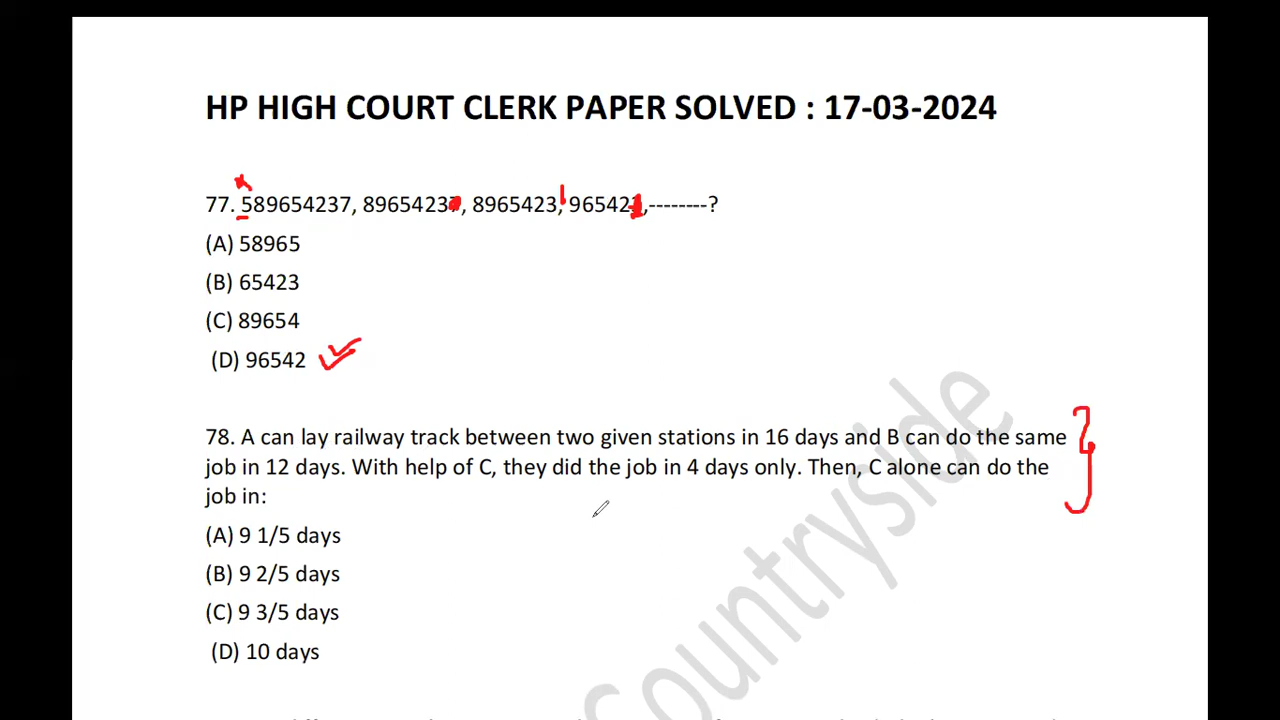 HP HIGH COURT CLERK PAPER SOLVED : 17-03-2024
77. 589654237, 89654237, 8965423, 965423,--------?
(A) 58965
(B) 65423
(C) 89654
(D) 96542
78. A can lay railway track between two given stations in 16 days and B can do the same
job in 12 days. With help of C, they did the job in 4 days only. Then, C alone can do the
job in:
(A) 9 1/5 days
(B) 9 2/5 days
(C) 9 3/5 days
(D) 10 days
Countryside